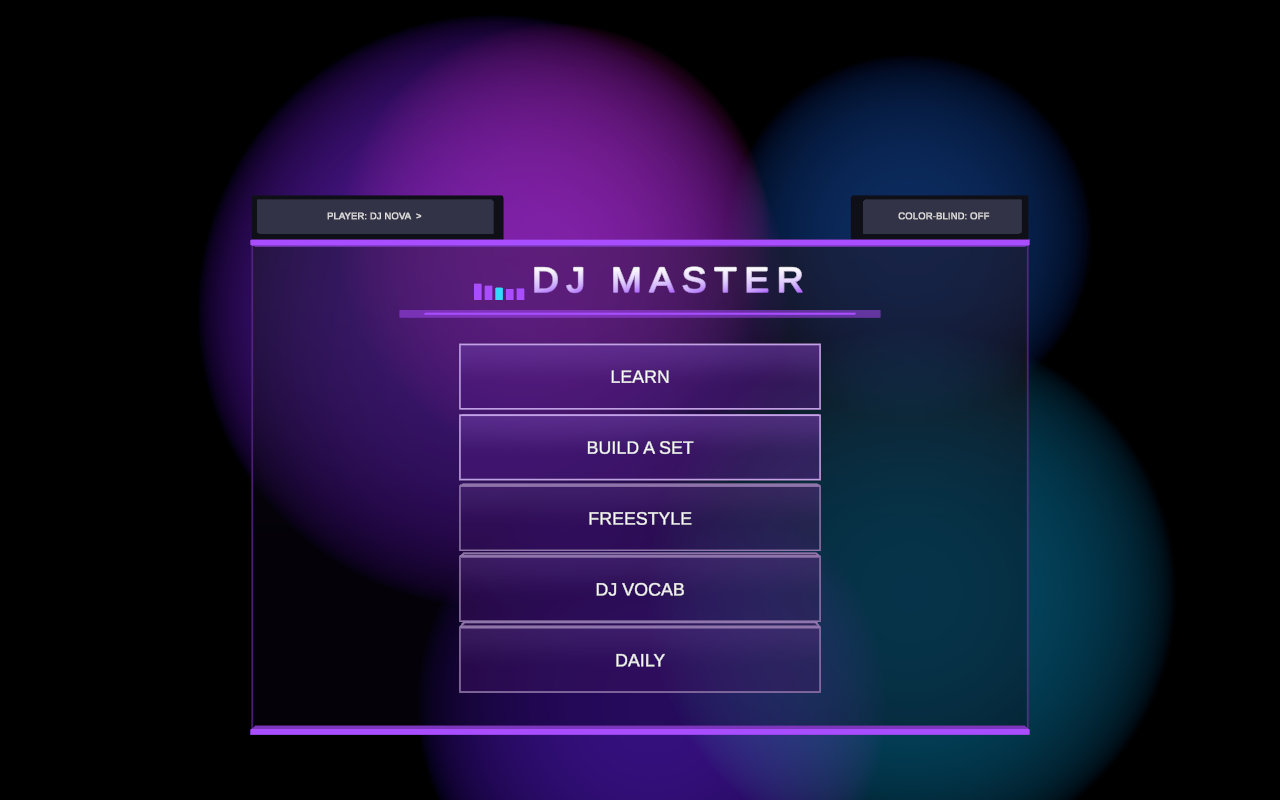 PLAYER: DJ NOVA >
COLOR-BLIND: OFF
DJ MASTER
LEARN
BUILD A SET
FREESTYLE
DJ VOCAB
DAILY